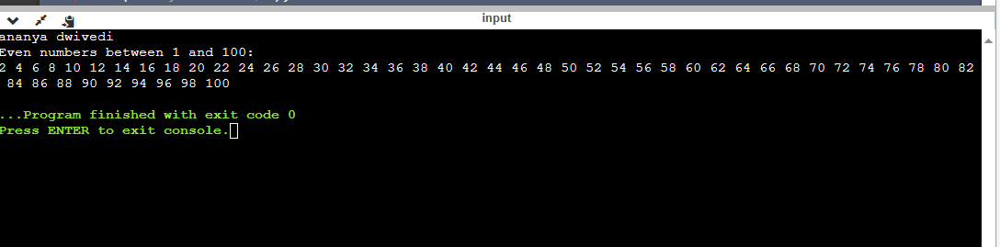 input
ananya dwivedi
Even numbers between 1 and 100:
2 4 6 8 10 12 14 16 18 20 22 24 26 28 30 32 34 36 38 40 42 44 46 48 50 52 54 56 58 60 62 64 66 68 70 72 74 76 78 80 82
84 86 88 90 92 94 96 98 100
...Program finished with exit code 0
Press ENTER to exit console.